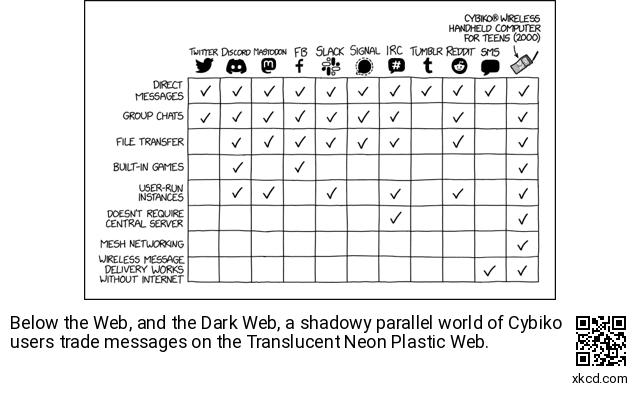 CYBIKO® WIRELESS
HANDHELD COMPUTER
FOR TEENS (2000)
TWITTER DISCORD MASTODON FB SLACK SIGNAL IRC TUMBLR REDDIT SMS
DIRECT
MESSAGES
GROUP CHATS
FILE TRANSFER
BUILT-IN GAMES
USER-RUN
INSTANCES
DOESN'T REQUIRE
CENTRAL SERVER
MESH NETWORKING
WIRELESS MESSAGE
DELIVERY WORKS
WITHOUT INTERNET
Below the Web, and the Dark Web, a shadowy parallel world of Cybiko
users trade messages on the Translucent Neon Plastic Web.
xkcd.com